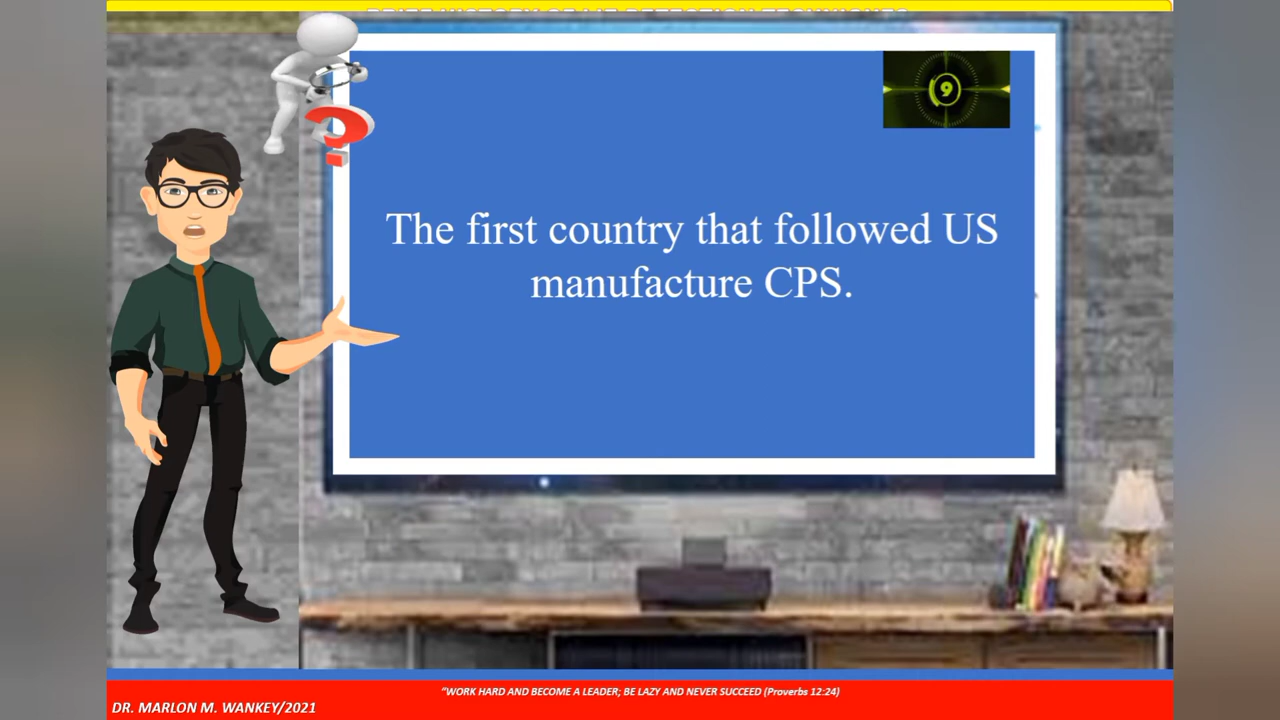 The first country that followed US
manufacture CPS.
9
"WORK HARD AND BECOME A LEADER; BE LAZY AND NEVER SUCCEED (Proverbs 12:24)
DR. MARLON M. WANKEY/2021